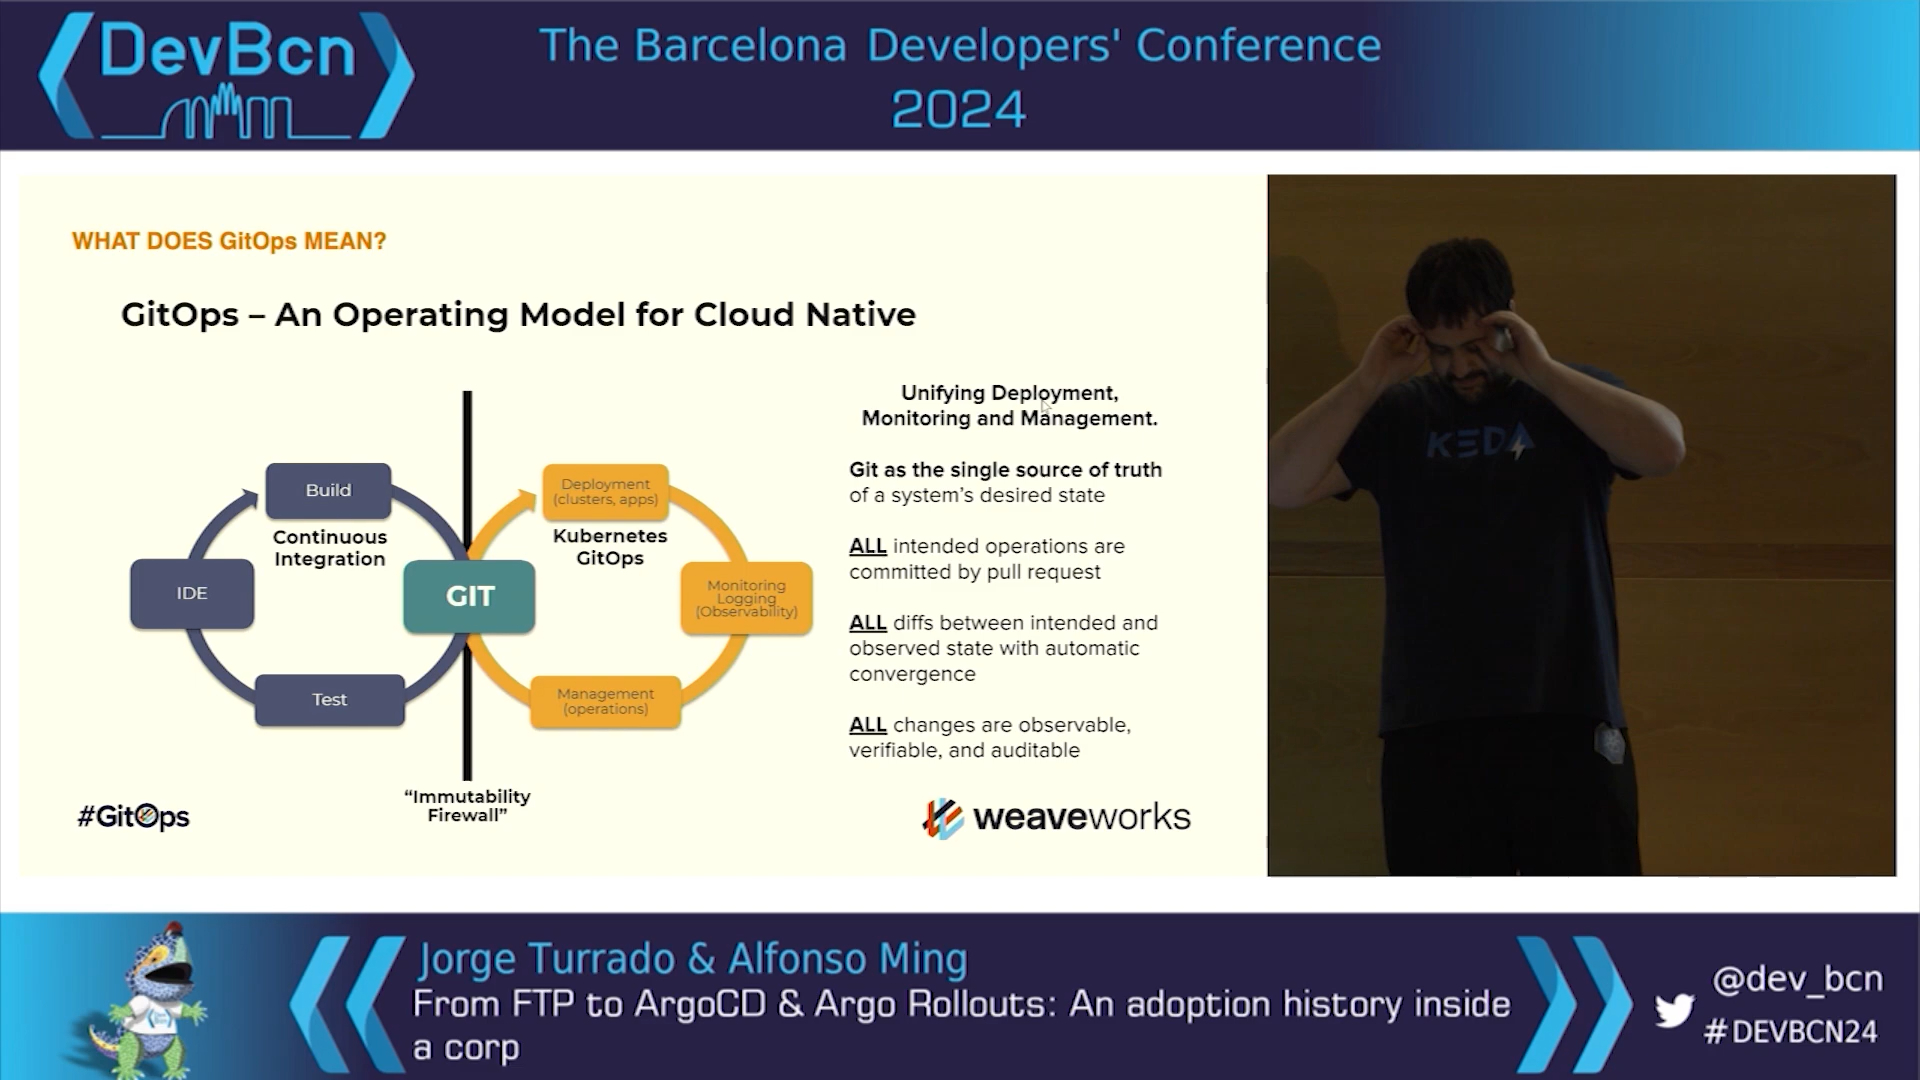 DevBcn
The Barcelona Developers' Conference
2024
WHAT DOES GitOps MEAN?
GitOps – An Operating Model for Cloud Native
Unifying Deployment,
Monitoring and Management.
Git as the single source of truth
of a system's desired state
ALL intended operations are
committed by pull request
ALL diffs between intended and
observed state with automatic
convergence
ALL changes are observable,
verifiable, and auditable
Build
Continuous
Integration
IDE
Test
GIT
Deployment
(clusters, apps)
Kubernetes
GitOps
Monitoring
Logging
(Observability)
Management
(operations)
“Immutability
Firewall”
#GitOps
weaveworks
KEDA
DevBcn
Jorge Turrado & Alfonso Ming
From FTP to ArgoCD & Argo Rollouts: An adoption history inside
a corp
@dev_bcn
#DEVBCN24